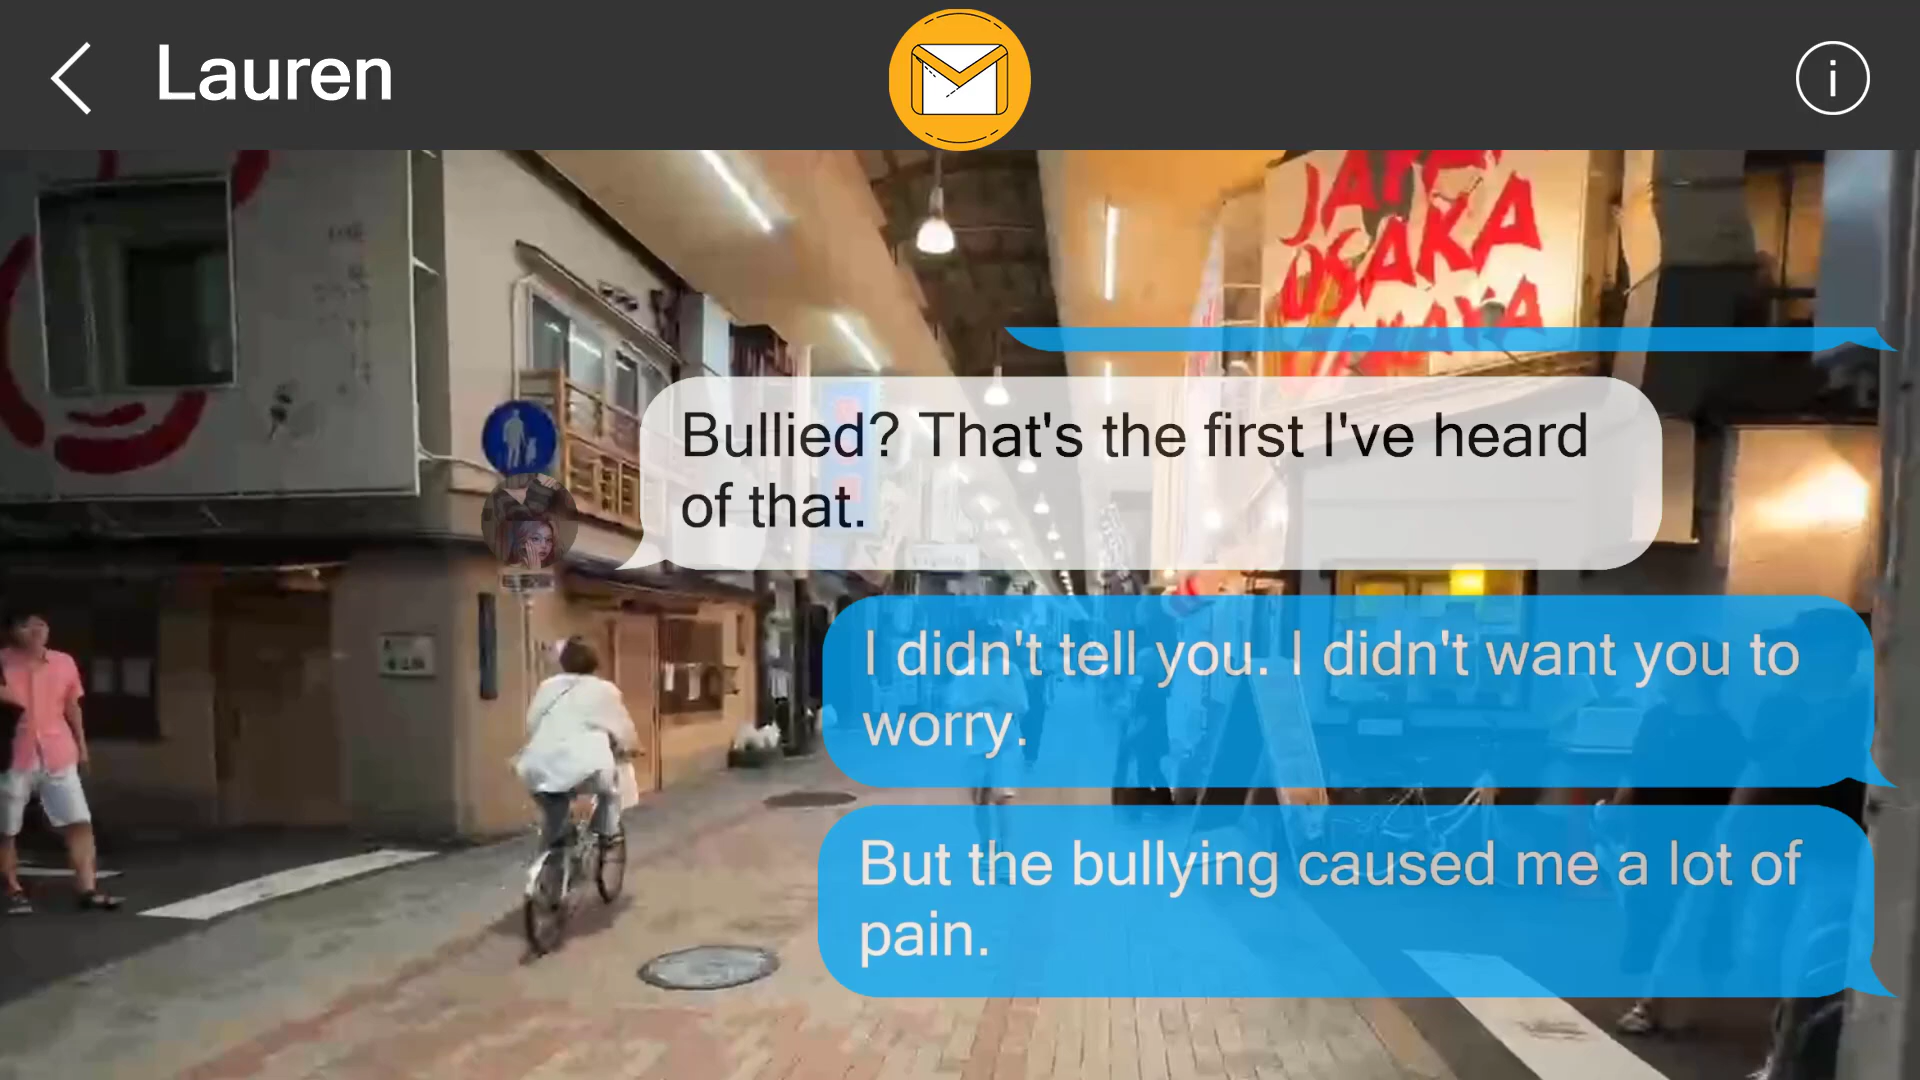 Lauren
i
OSAKA
Bullied? That's the first I've heard
of that.
I didn't tell you. I didn't want you to
worry.
But the bullying caused me a lot of
pain.